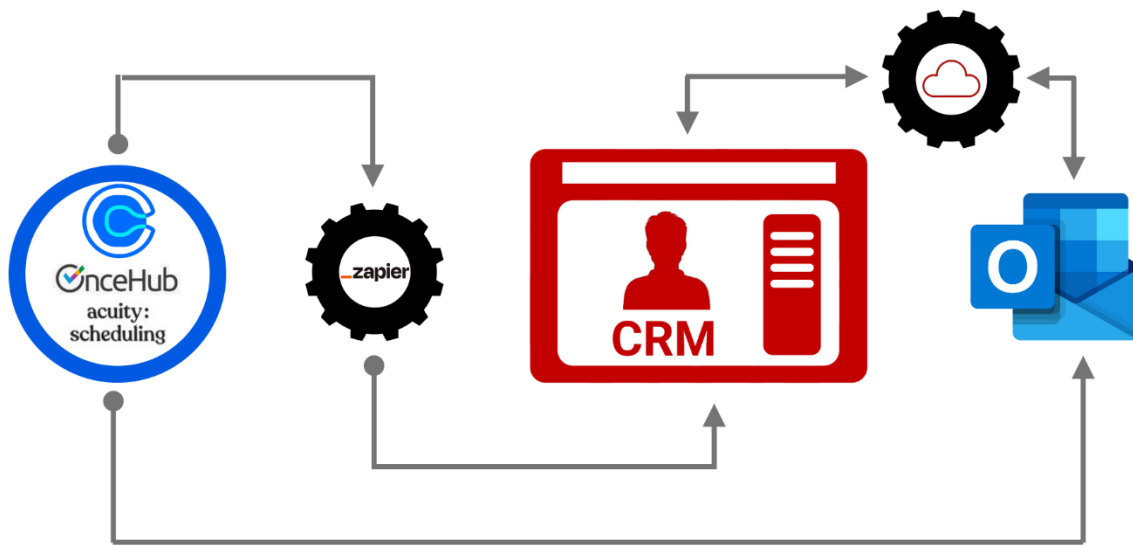 OnceHub
acuity:
scheduling
_zapier
CRM
O